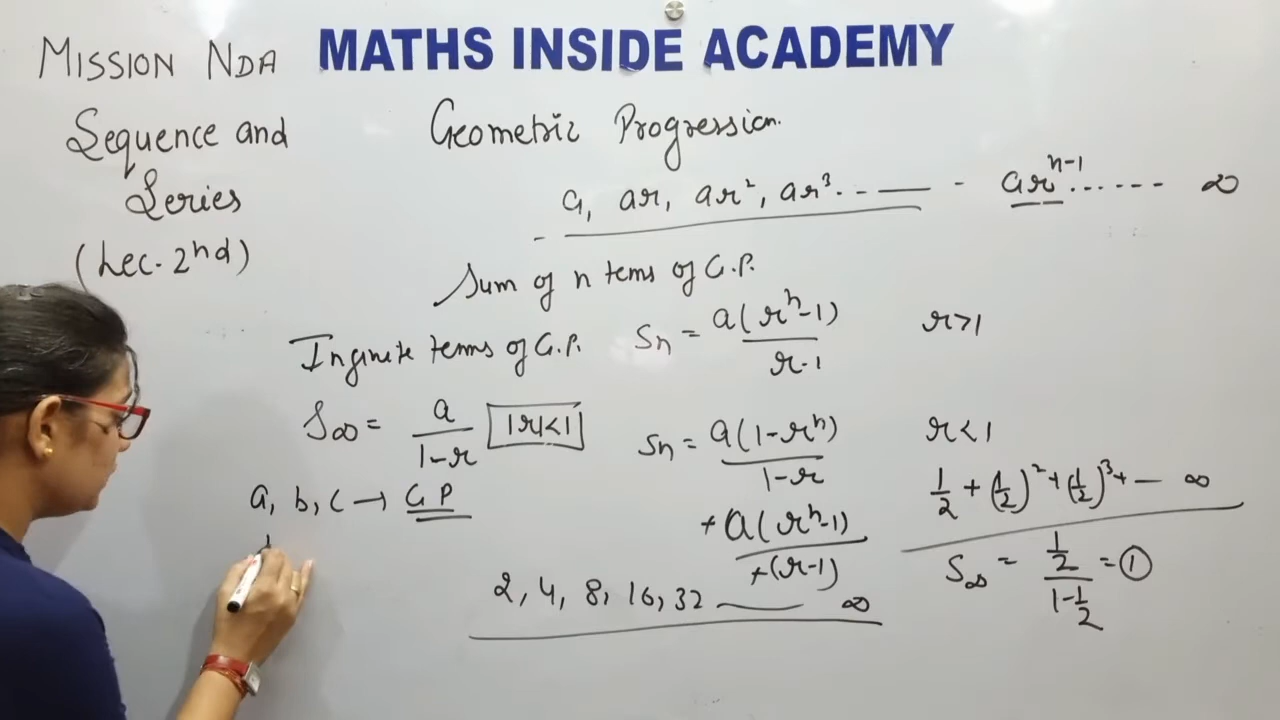 MISSION NDA
MATHS INSIDE ACADEMY
Sequence and
Series
(Lec. 2nd)
Geometric Progression.
a, ar, ar², ar³ . - —— - arⁿ⁻¹ ...... ∞
Sum of n tems of G.P.
Sn = a(rⁿ-1)/r-1 r>1
Infinite terms of G.P.
S∞ = a/1-r |r|<1
Sn = a(1-rⁿ)/1-r r<1
+a(rⁿ-1)/+(r-1)
a, b, c → GP
2, 4, 8, 16, 32 —— ∞
1/2 + (1/2)² + (1/2)³ + — ∞
S∞ = 1/2/1-1/2 = 1